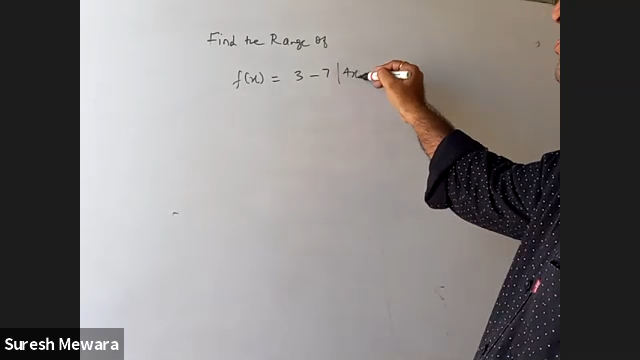 Find the Range of
f(x) = 3 - 7 |4x
Suresh Mewara